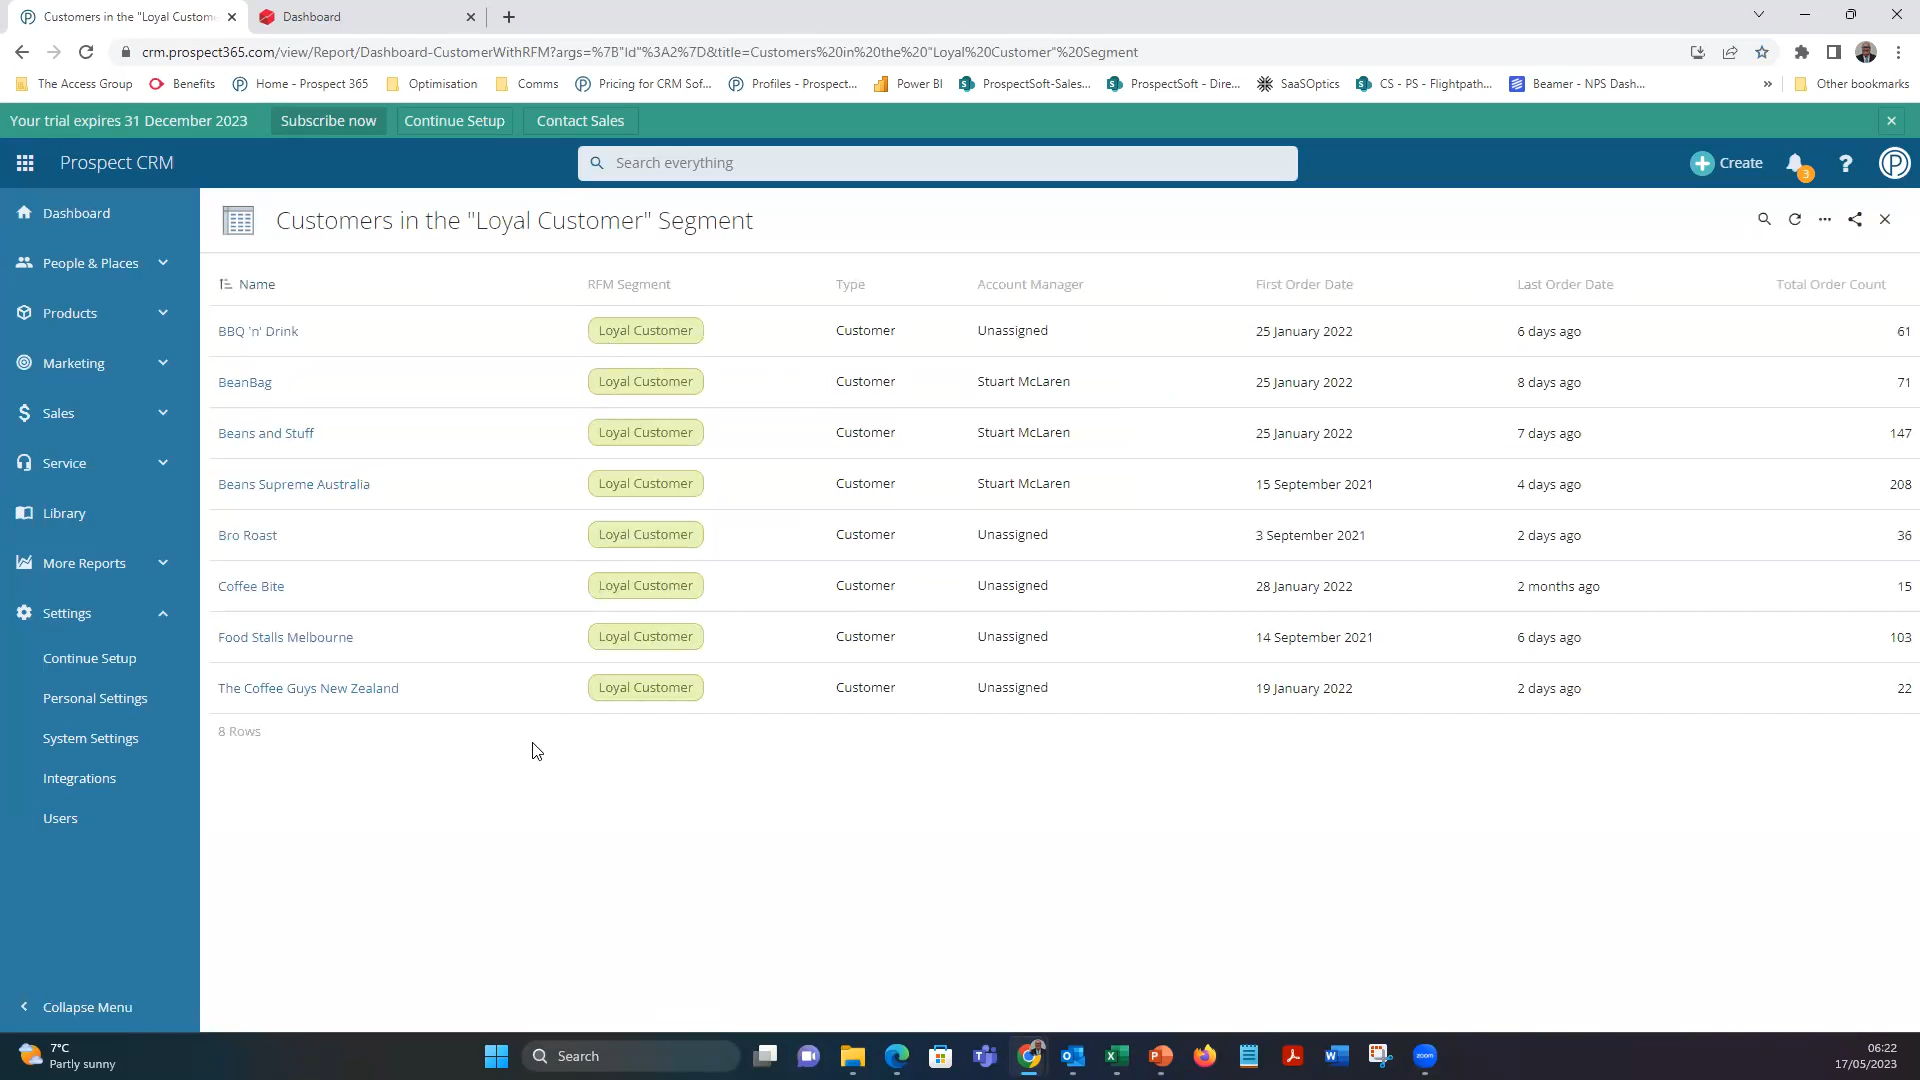 Customers in the "Loyal Custome
Dashboard
crm.prospect365.com/view/Report/Dashboard-CustomerWithRFM?args=%7B"Id"%3A2%7D&title=Customers%20in%20the%20"Loyal%20Customer"%20Segment
The Access Group
Benefits
Home - Prospect 365
Optimisation
Comms
Pricing for CRM Sof...
Profiles - Prospect...
Power BI
ProspectSoft-Sales...
ProspectSoft - Dire...
SaaSOptics
CS - PS - Flightpath...
Beamer - NPS Dash...
»
Other bookmarks
Your trial expires 31 December 2023
Subscribe now
Continue Setup
Contact Sales
Prospect CRM
Search everything
Create
3
Dashboard
People & Places
Products
Marketing
Sales
Service
Library
More Reports
Settings
Continue Setup
Personal Settings
System Settings
Integrations
Users
Collapse Menu
Customers in the "Loyal Customer" Segment
Name RFM Segment Type Account Manager First Order Date Last Order Date Total Order Count
BBQ 'n' Drink Loyal Customer Customer Unassigned 25 January 2022 6 days ago 61
BeanBag Loyal Customer Customer Stuart McLaren 25 January 2022 8 days ago 71
Beans and Stuff Loyal Customer Customer Stuart McLaren 25 January 2022 7 days ago 147
Beans Supreme Australia Loyal Customer Customer Stuart McLaren 15 September 2021 4 days ago 208
Bro Roast Loyal Customer Customer Unassigned 3 September 2021 2 days ago 36
Coffee Bite Loyal Customer Customer Unassigned 28 January 2022 2 months ago 15
Food Stalls Melbourne Loyal Customer Customer Unassigned 14 September 2021 6 days ago 103
The Coffee Guys New Zealand Loyal Customer Customer Unassigned 19 January 2022 2 days ago 22
8 Rows
7°C
Partly sunny
Search
zoom
06:22
17/05/2023